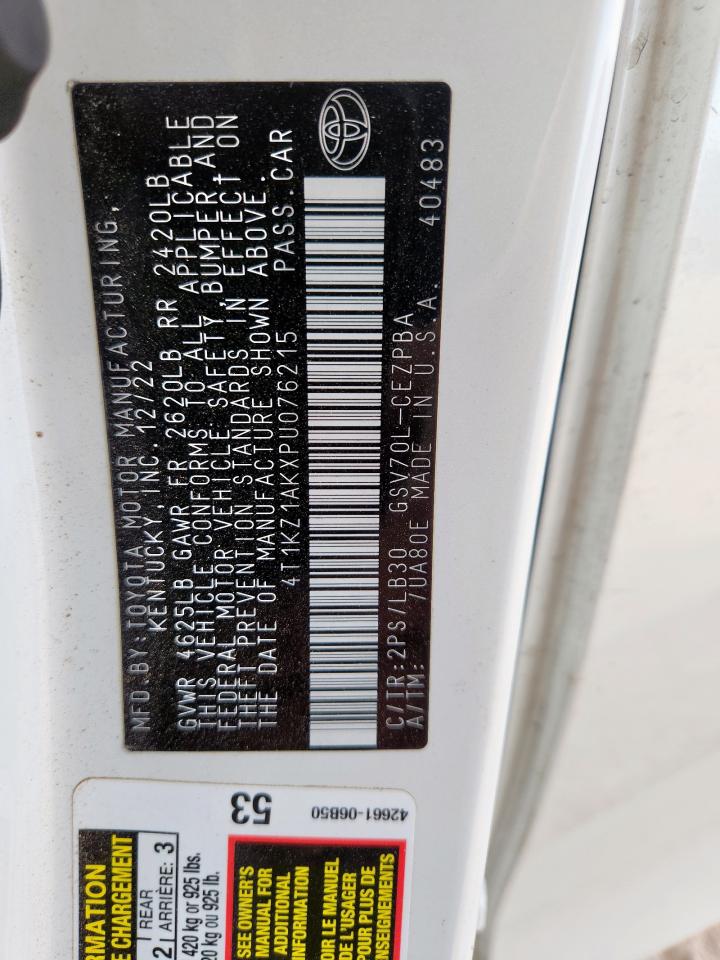 MFD BY:TOYOTA MOTOR MANUFACTURING,
KENTUCKY,INC.12/22
GVWR 4625LB GAWR FR 2620LB RR 2420LB
THIS VEHICLE CONFORMS TO ALL APPLICABLE
FEDERAL MOTOR VEHICLE SAFETY,BUMPER,AND
THEFT PREVENTION STANDARDS IN EFFECT ON
THE DATE OF MANUFACTURE SHOWN ABOVE.
4T1KZ1AKXPU076215 PASS.CAR
C/TR:2PS/LB30 GSV70L-CEZPBA
A/TM: 7UA80E MADE IN U.S.A. 40483
53
42661-06B50
RMATION
E CHARGEMENT
2 REAR
ARRIÈRE: 3
420 kg or 925 lbs.
20 kg ou 925 lb.
SEE OWNER'S
MANUAL FOR
ADDITIONAL
INFORMATION
OIR LE MANUEL
DE L'USAGER
POUR PLUS DE
ENSEIGNEMENTS